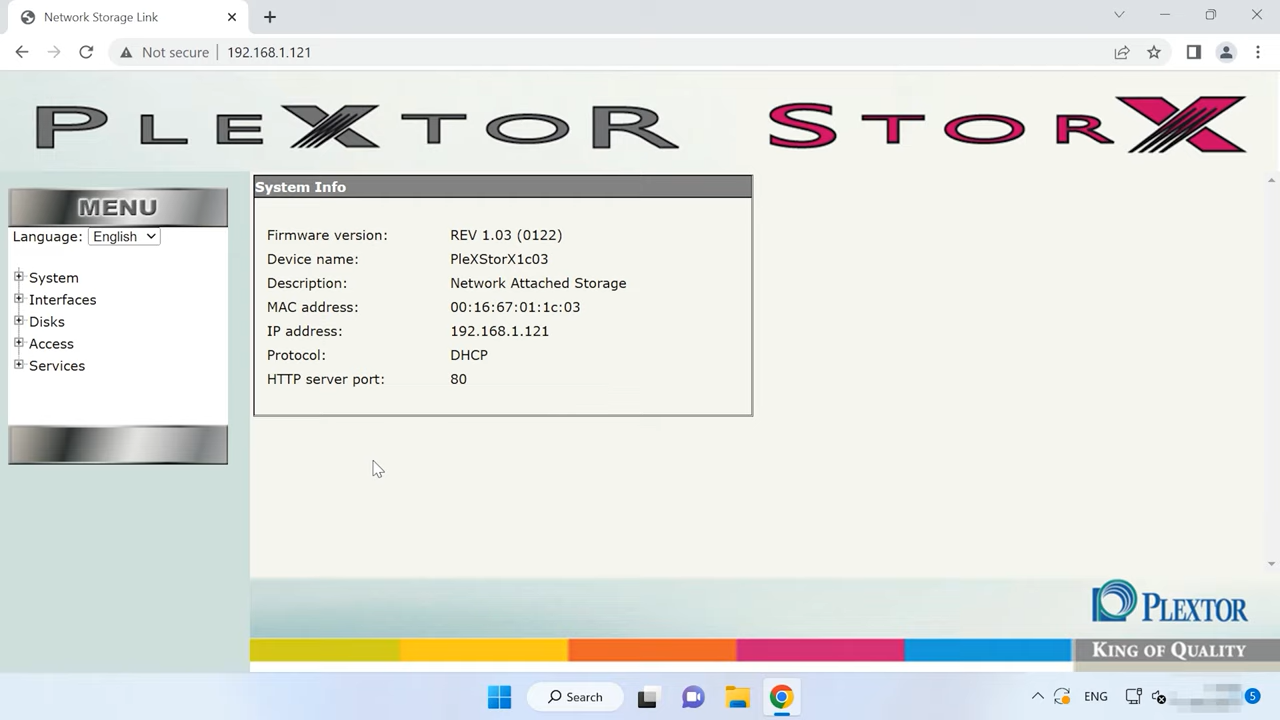 Network Storage Link
Not secure
192.168.1.121
PLEXTOR STORX
MENU
Language: English
System
Interfaces
Disks
Access
Services
System Info
Firmware version: REV 1.03 (0122)
Device name: PleXStorX1c03
Description: Network Attached Storage
MAC address: 00:16:67:01:1c:03
IP address: 192.168.1.121
Protocol: DHCP
HTTP server port: 80
PLEXTOR
KING OF QUALITY
Search
ENG
5